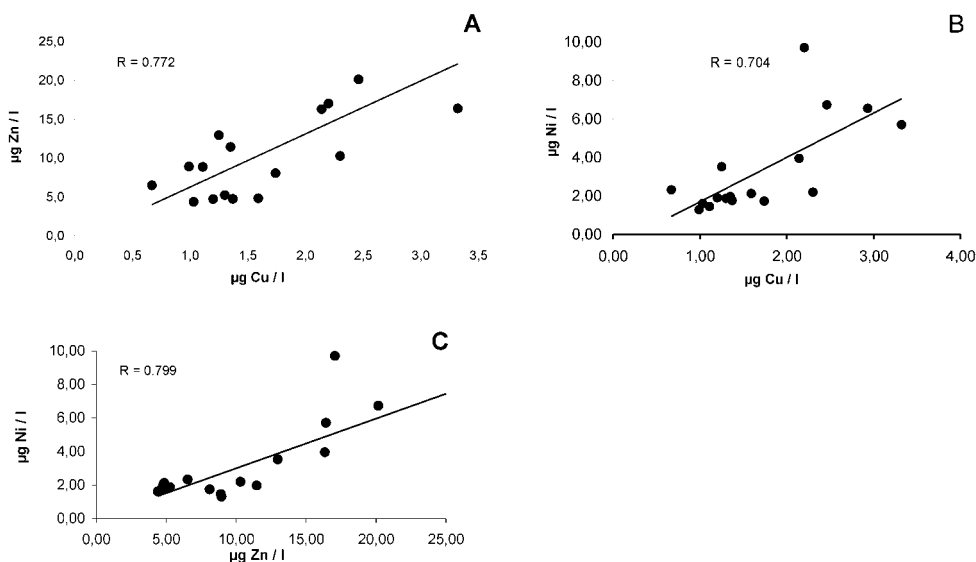 A
25,0
20,0
15,0
10,0
5,0
0,0
µg Zn / l
R = 0.772
0,0 0,5 1,0 1,5 2,0 2,5 3,0 3,5
µg Cu / l
B
10,00
8,00
6,00
4,00
2,00
0,00
µg Ni / l
R = 0.704
0,00 1,00 2,00 3,00 4,00
µg Cu / l
C
10,00
8,00
6,00
4,00
2,00
0,00
µg Ni / l
R = 0.799
0,00 5,00 10,00 15,00 20,00 25,00
µg Zn / l